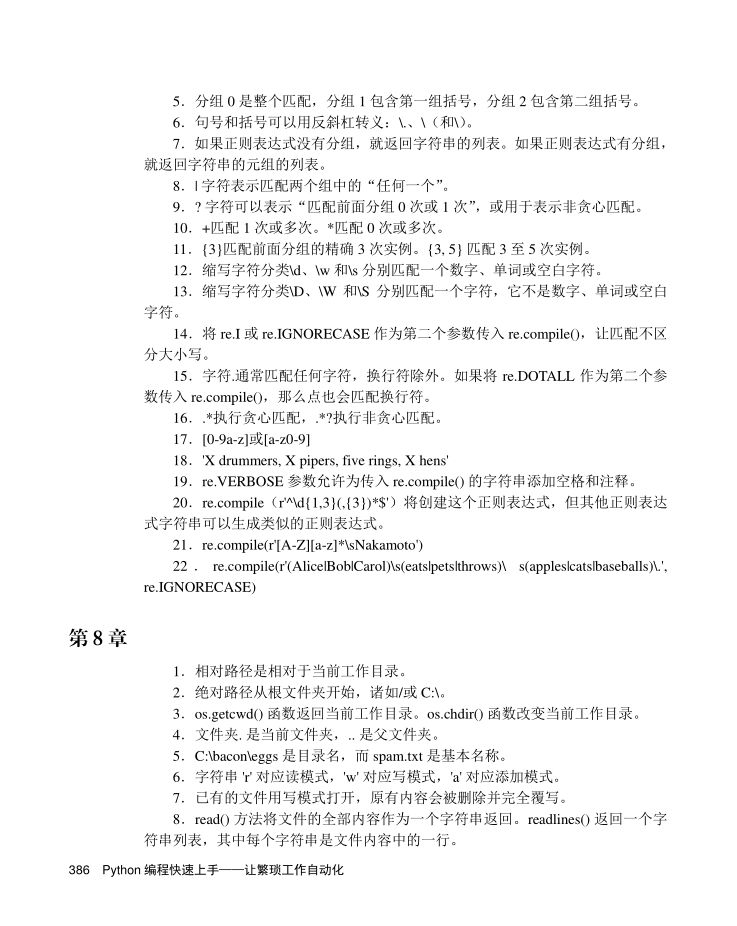 5．分组 0 是整个匹配，分组 1 包含第一组括号，分组 2 包含第二组括号。
6．句号和括号可以用反斜杠转义：\.、\（和\）。
7．如果正则表达式没有分组，就返回字符串的列表。如果正则表达式有分组，
就返回字符串的元组的列表。
8．| 字符表示匹配两个组中的“任何一个”。
9．? 字符可以表示“匹配前面分组 0 次或 1 次”，或用于表示非贪心匹配。
10．+匹配 1 次或多次。*匹配 0 次或多次。
11．{3}匹配前面分组的精确 3 次实例。{3, 5} 匹配 3 至 5 次实例。
12．缩写字符分类\d、\w 和\s 分别匹配一个数字、单词或空白字符。
13．缩写字符分类\D、\W 和\S 分别匹配一个字符，它不是数字、单词或空白
字符。
14．将 re.I 或 re.IGNORECASE 作为第二个参数传入 re.compile()，让匹配不区
分大小写。
15．字符.通常匹配任何字符，换行符除外。如果将 re.DOTALL 作为第二个参
数传入 re.compile()，那么点也会匹配换行符。
16．.*执行贪心匹配，.*?执行非贪心匹配。
17．[0-9a-z]或[a-z0-9]
18．'X drummers, X pipers, five rings, X hens'
19．re.VERBOSE 参数允许为传入 re.compile() 的字符串添加空格和注释。
20．re.compile（r'^\d{1,3}(,{3})*$'）将创建这个正则表达式，但其他正则表达
式字符串可以生成类似的正则表达式。
21．re.compile(r'[A-Z][a-z]*\sNakamoto')
22． re.compile(r'(Alice|Bob|Carol)\s(eats|pets|throws)\ s(apples|cats|baseballs)\.',
re.IGNORECASE)
第 8 章
1．相对路径是相对于当前工作目录。
2．绝对路径从根文件夹开始，诸如/或 C:\。
3．os.getcwd() 函数返回当前工作目录。os.chdir() 函数改变当前工作目录。
4．文件夹. 是当前文件夹，.. 是父文件夹。
5．C:\bacon\eggs 是目录名，而 spam.txt 是基本名称。
6．字符串 'r' 对应读模式，'w' 对应写模式，'a' 对应添加模式。
7．已有的文件用写模式打开，原有内容会被删除并完全覆写。
8．read() 方法将文件的全部内容作为一个字符串返回。readlines() 返回一个字
符串列表，其中每个字符串是文件内容中的一行。
386 Python 编程快速上手——让繁琐工作自动化